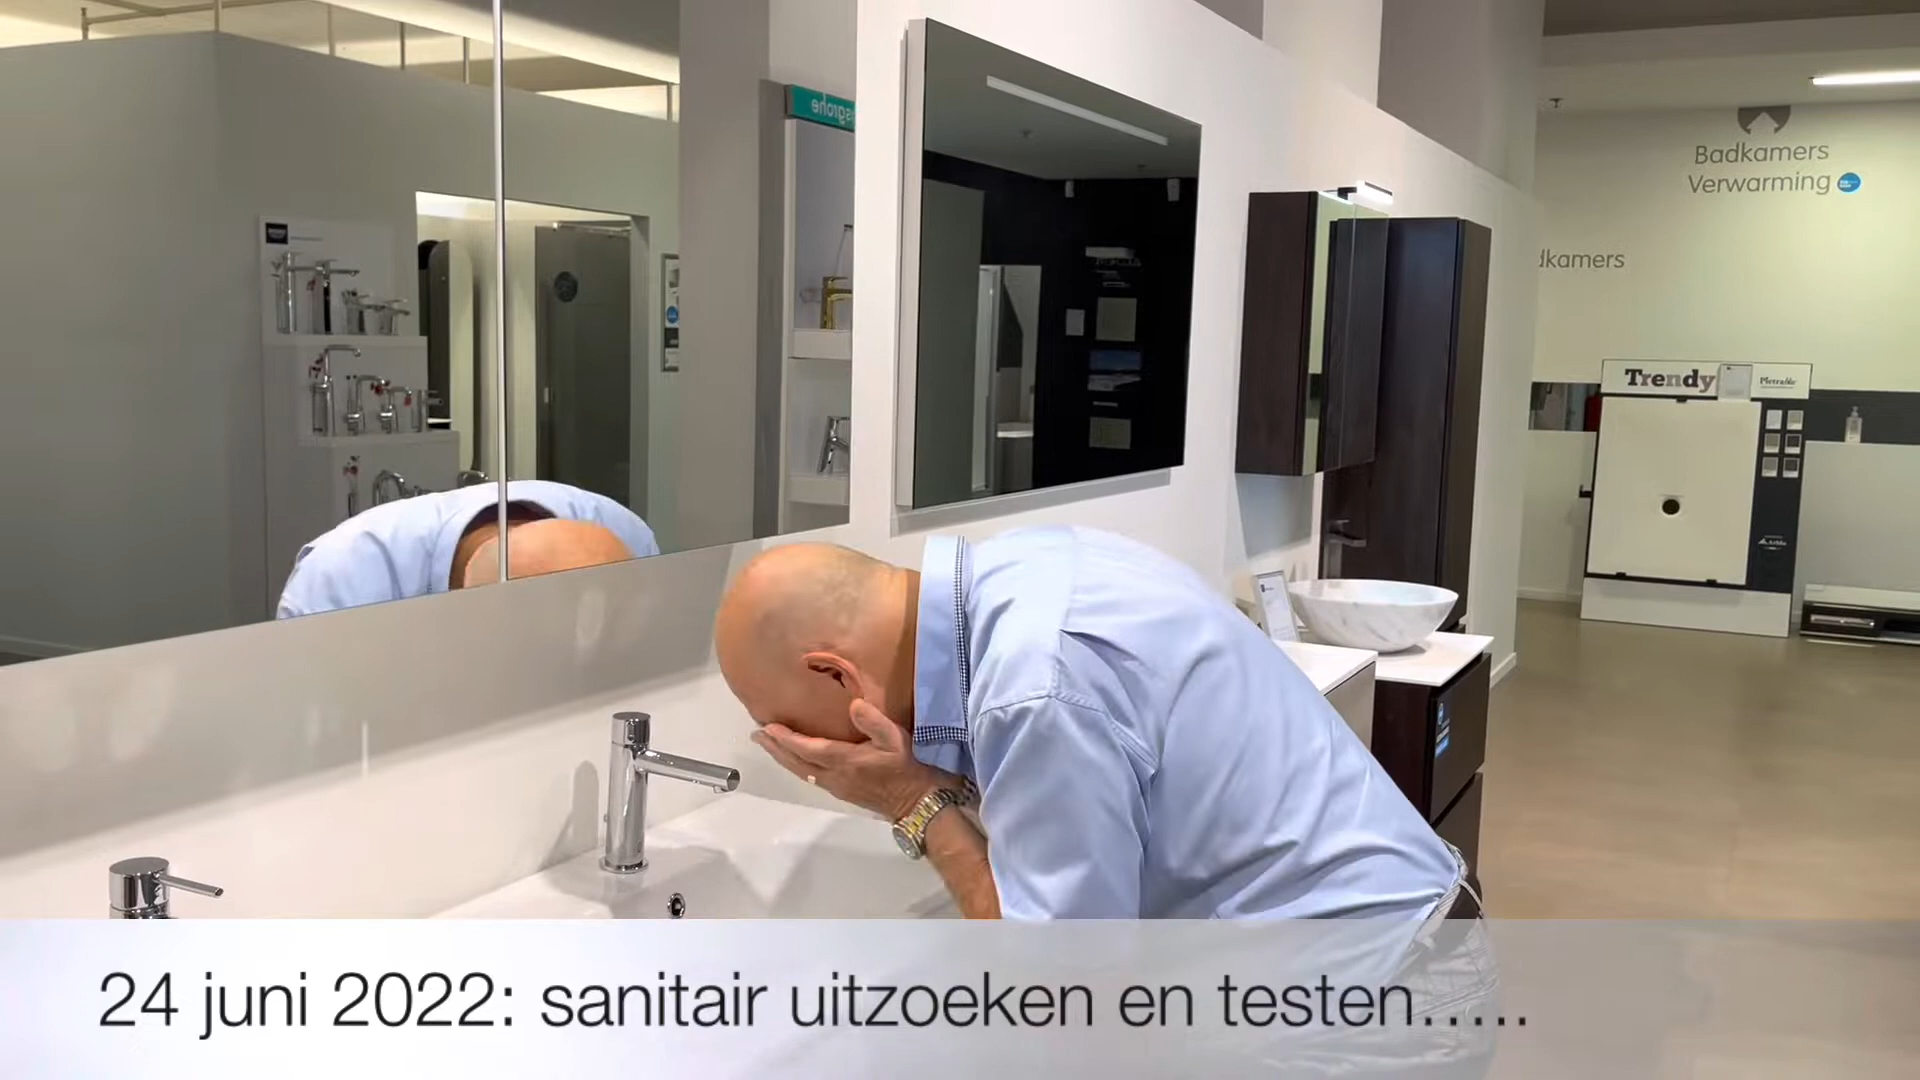 Badkamers
Verwarming
dkamers
Trendy
24 juni 2022: sanitair uitzoeken en testen.....